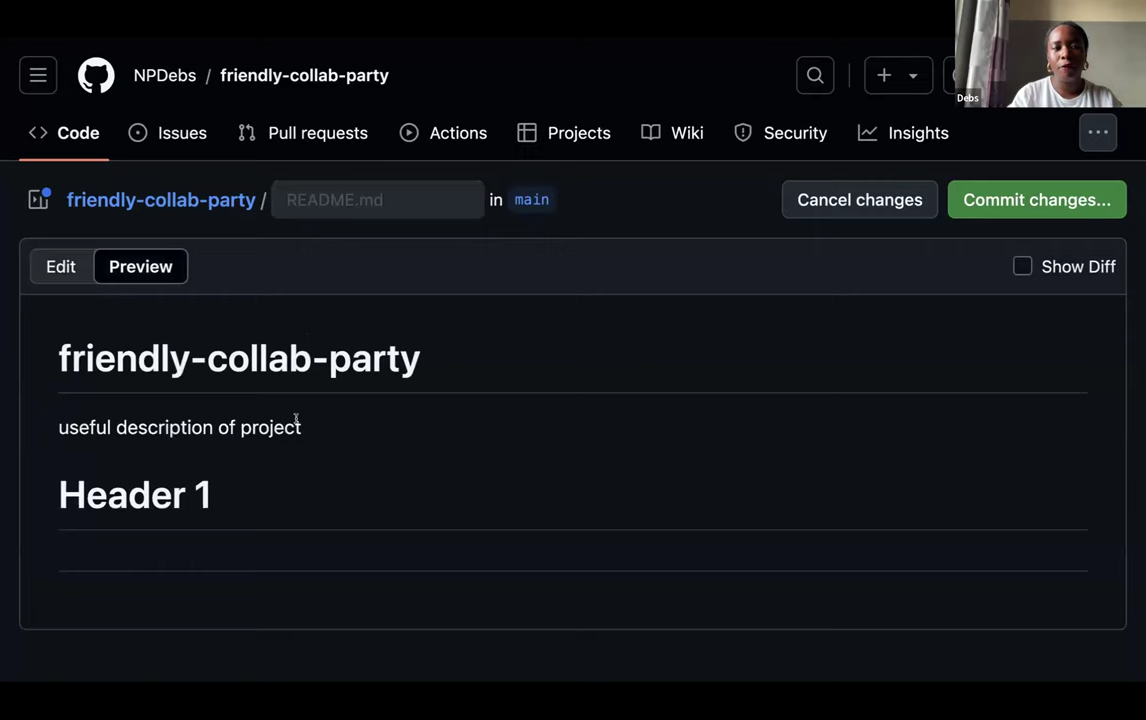 NPDebs / friendly-collab-party
Debs
Code Issues Pull requests Actions Projects Wiki Security Insights
friendly-collab-party / README.md in main Cancel changes Commit changes...
Edit Preview Show Diff
friendly-collab-party
useful description of project
Header 1